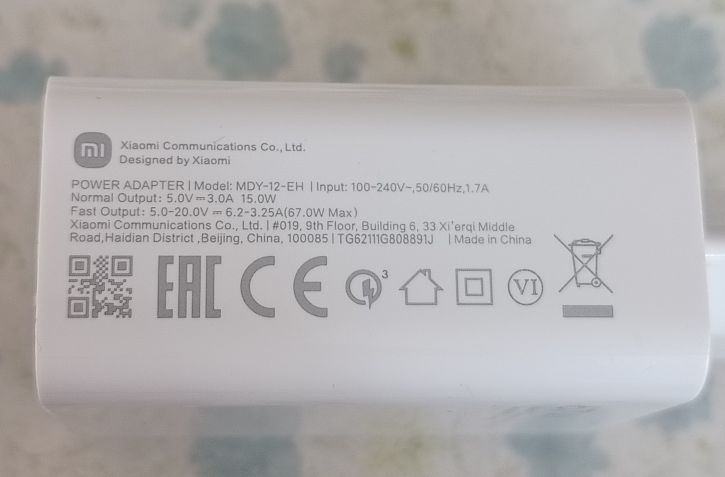 mi
Xiaomi Communications Co., Ltd.
Designed by Xiaomi
POWER ADAPTER | Model: MDY-12-EH | Input: 100-240V~,50/60Hz,1.7A
Normal Output: 5.0V⎓3.0A 15.0W
Fast Output: 5.0-20.0V⎓6.2-3.25A(67.0W Max)
Xiaomi Communications Co., Ltd. | #019, 9th Floor, Building 6, 33 Xi'erqi Middle
Road,Haidian District ,Beijing, China, 100085 | TG62111G808891J | Made in China
EAC CE 3 VI